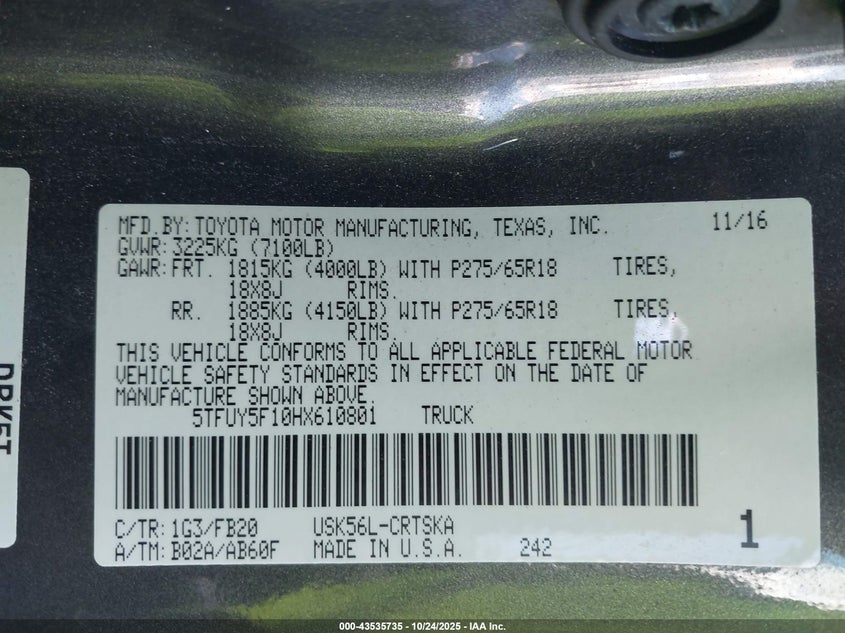 MFD.BY: TOYOTA MOTOR MANUFACTURING, TEXAS, INC. 11/16
GVWR: 3225KG (7100LB)
GAWR: FRT. 1815KG (4000LB) WITH P275/65R18 TIRES,
18X8J RIMS.
RR. 1885KG (4150LB) WITH P275/65R18 TIRES,
18X8J RIMS.
THIS VEHICLE CONFORMS TO ALL APPLICABLE FEDERAL MOTOR
VEHICLE SAFETY STANDARDS IN EFFECT ON THE DATE OF
MANUFACTURE SHOWN ABOVE.
5TFUY5F10HX610801 TRUCK
C/TR: 1G3/FB20 USK56L-CRTSKA
A/TM: B02A/AB60F MADE IN U.S.A. 242 1
000-43535735 - 10/24/2025 - IAA Inc.